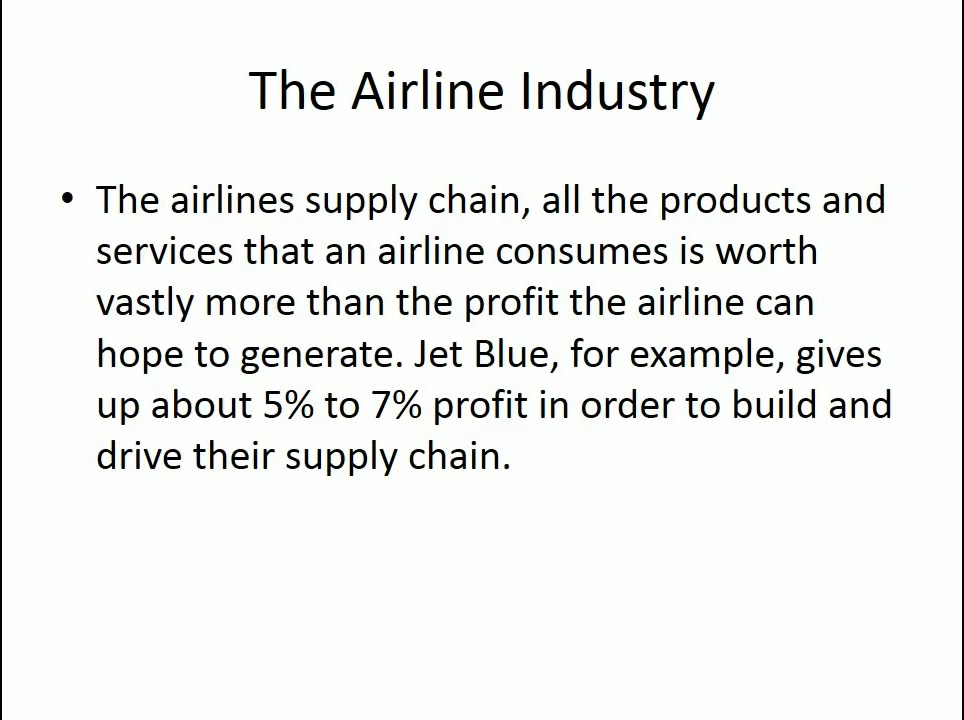 The Airline Industry
• The airlines supply chain, all the products and
services that an airline consumes is worth
vastly more than the profit the airline can
hope to generate. Jet Blue, for example, gives
up about 5% to 7% profit in order to build and
drive their supply chain.